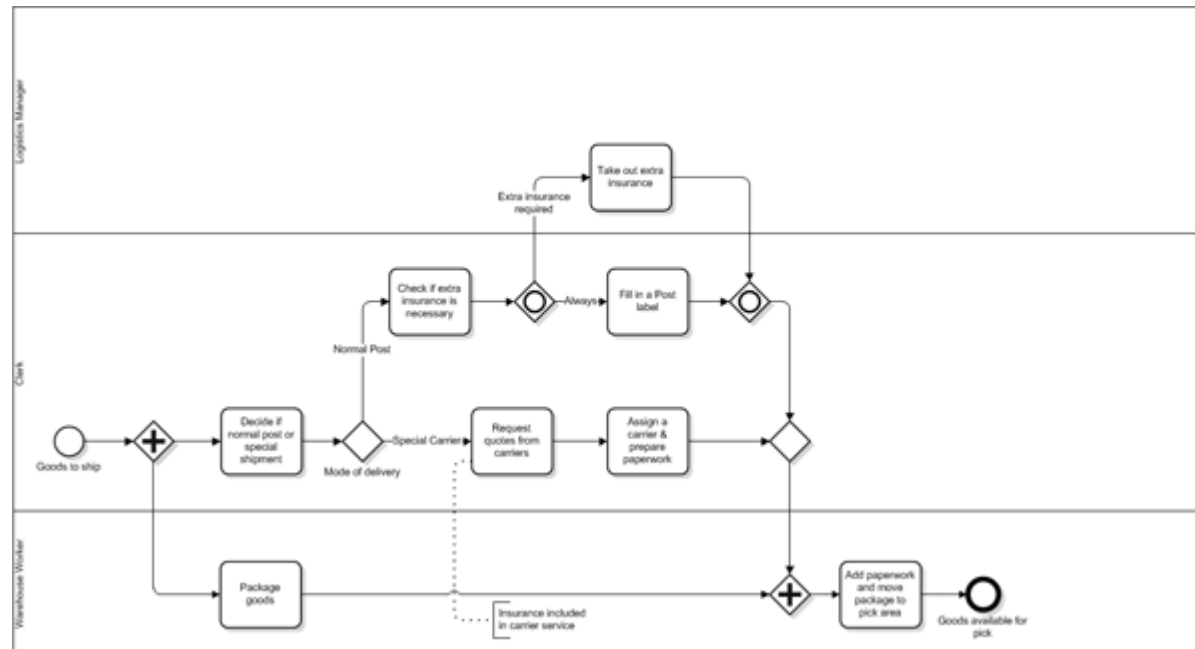 Logistics Manager
Take out extra
insurance
Extra insurance
required
Clerk
Check if extra
insurance is
necessary
Always
Fill in a Post
label
Normal Post
Goods to ship
Decide if
normal post or
special
shipment
Mode of delivery
Special Carrier
Request
quotes from
carriers
Assign a
carrier &
prepare
paperwork
Warehouse Worker
Package
goods
Insurance included
in carrier service
Add paperwork
and move
package to
pick area
Goods available for
pick